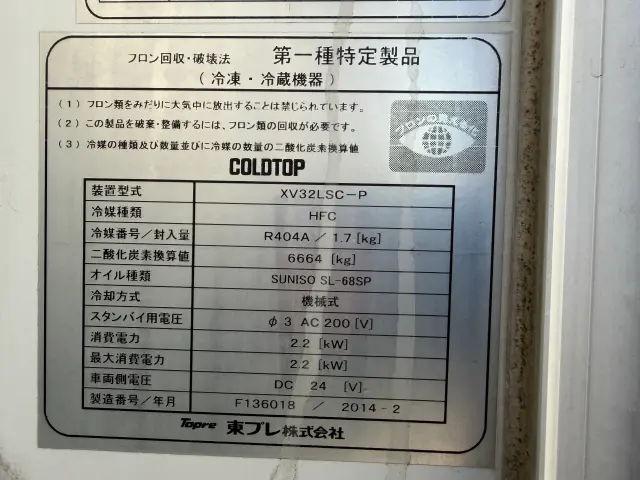 フロン回収・破壊法 第一種特定製品
（冷凍・冷蔵機器）
（1）フロン類をみだりに大気中に放出することは禁じられています。
（2）この製品を破棄・整備するには、フロン類の回収が必要です。
（3）冷媒の種類及び数量並びに冷媒の数量の二酸化炭素換算値
フロンの見える化
COLDTOP
装置型式 XV32LSC-P
冷媒種類 HFC
冷媒番号/封入量 R404A / 1.7 [kg]
二酸化炭素換算値 6664 [kg]
オイル種類 SUNISO SL-68SP
冷却方式 機械式
スタンバイ用電圧 φ3 AC 200 [V]
消費電力 2.2 [kW]
最大消費電力 2.2 [kW]
車両側電圧 DC 24 [V]
製造番号/年月 F136018 / 2014-2
Topre 東プレ株式会社